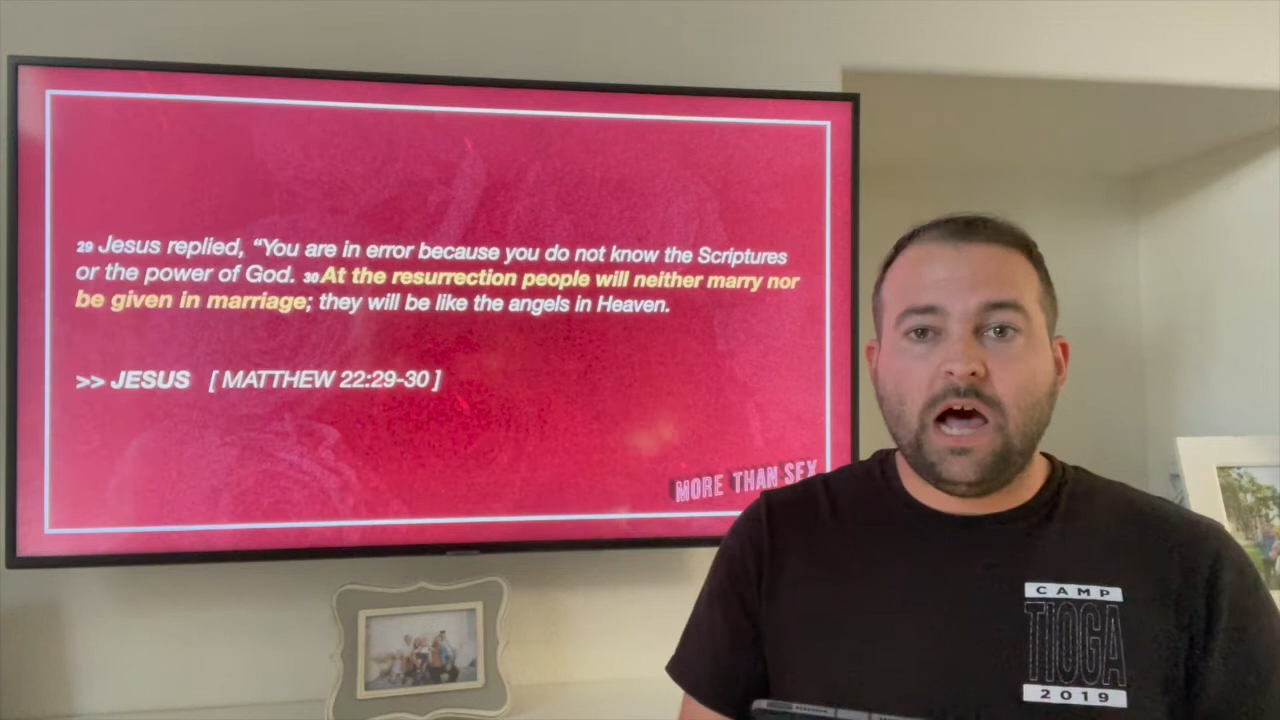 29 Jesus replied, “You are in error because you do not know the Scriptures
or the power of God. 30 At the resurrection people will neither marry nor
be given in marriage; they will be like the angels in Heaven.
>> JESUS [ MATTHEW 22:29-30 ]
MORE THAN SEX
CAMP
TIOGA
2019